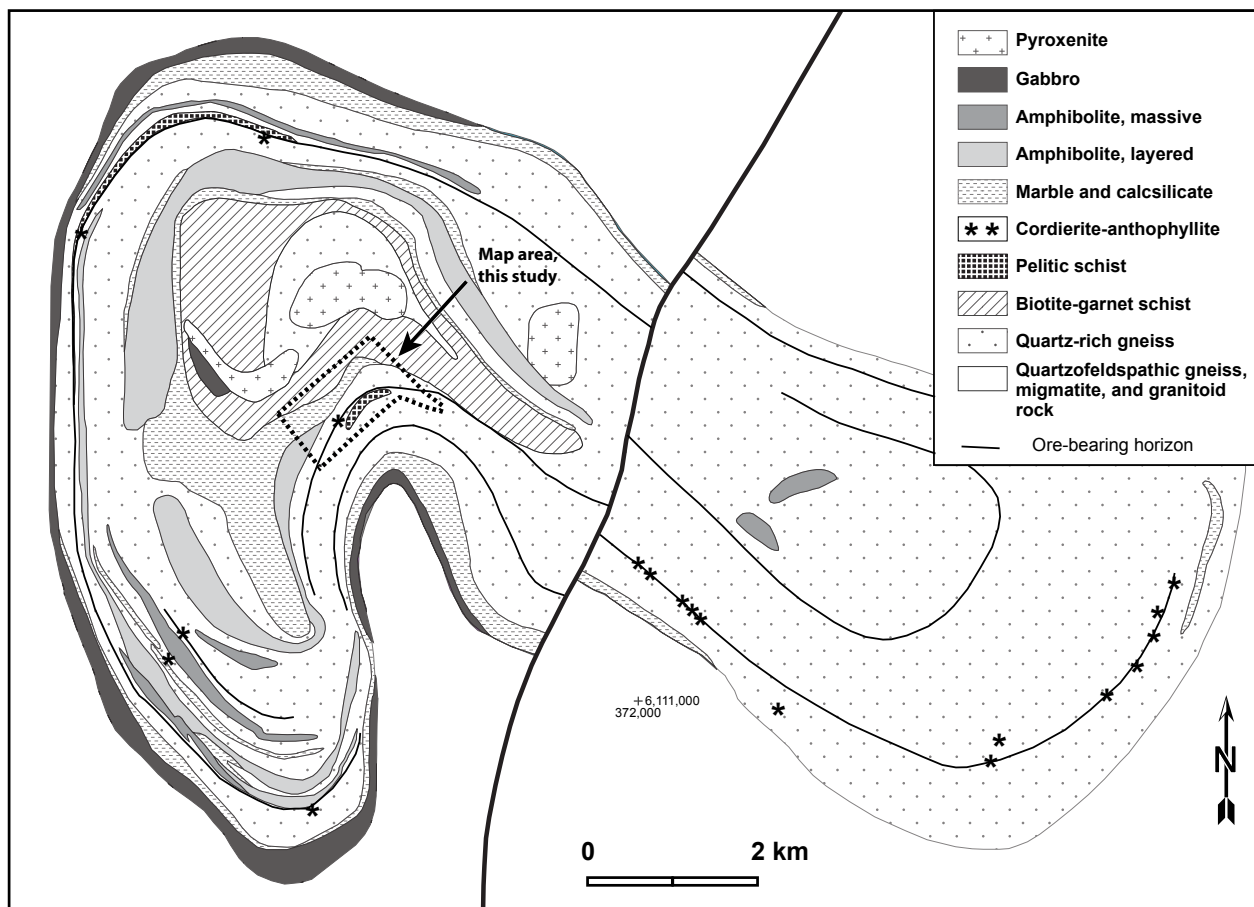 Pyroxenite
Gabbro
Amphibolite, massive
Amphibolite, layered
Marble and calcsilicate
Cordierite-anthophyllite
Pelitic schist
Biotite-garnet schist
Quartz-rich gneiss
Quartzofeldspathic gneiss,
migmatite, and granitoid
rock
Ore-bearing horizon
Map area,
this study
+6,111,000
372,000
N
0 2 km